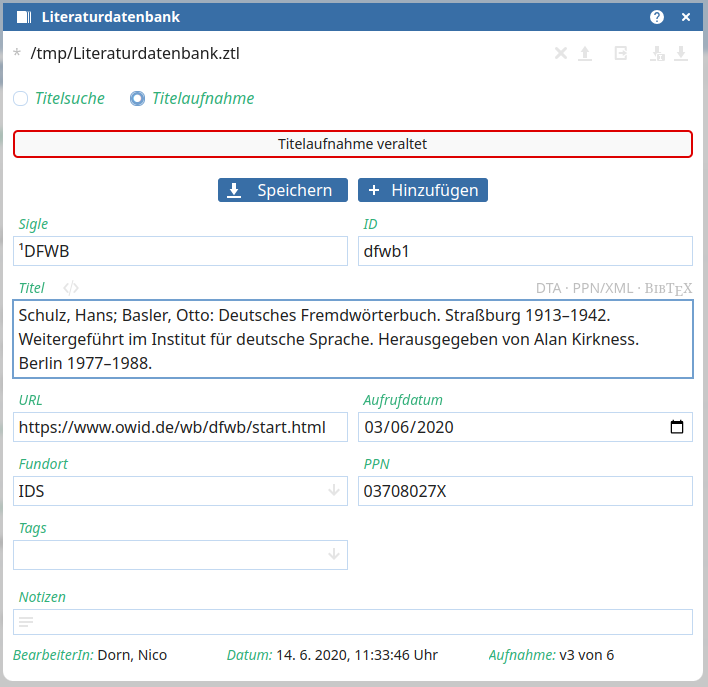 Literaturdatenbank
* /tmp/Literaturdatenbank.ztl
Titelsuche Titelaufnahme
Titelaufnahme veraltet
Speichern + Hinzufügen
Sigle ID
¹DFWB dfwb1
Titel </> DTA · PPN/XML · BIBTEX
Schulz, Hans; Basler, Otto: Deutsches Fremdwörterbuch. Straßburg 1913–1942.
Weitergeführt im Institut für deutsche Sprache. Herausgegeben von Alan Kirkness.
Berlin 1977–1988.
URL Aufrufdatum
https://www.owid.de/wb/dfwb/start.html 03/06/2020
Fundort PPN
IDS 03708027X
Tags
Notizen
BearbeiterIn: Dorn, Nico Datum: 14. 6. 2020, 11:33:46 Uhr Aufnahme: v3 von 6